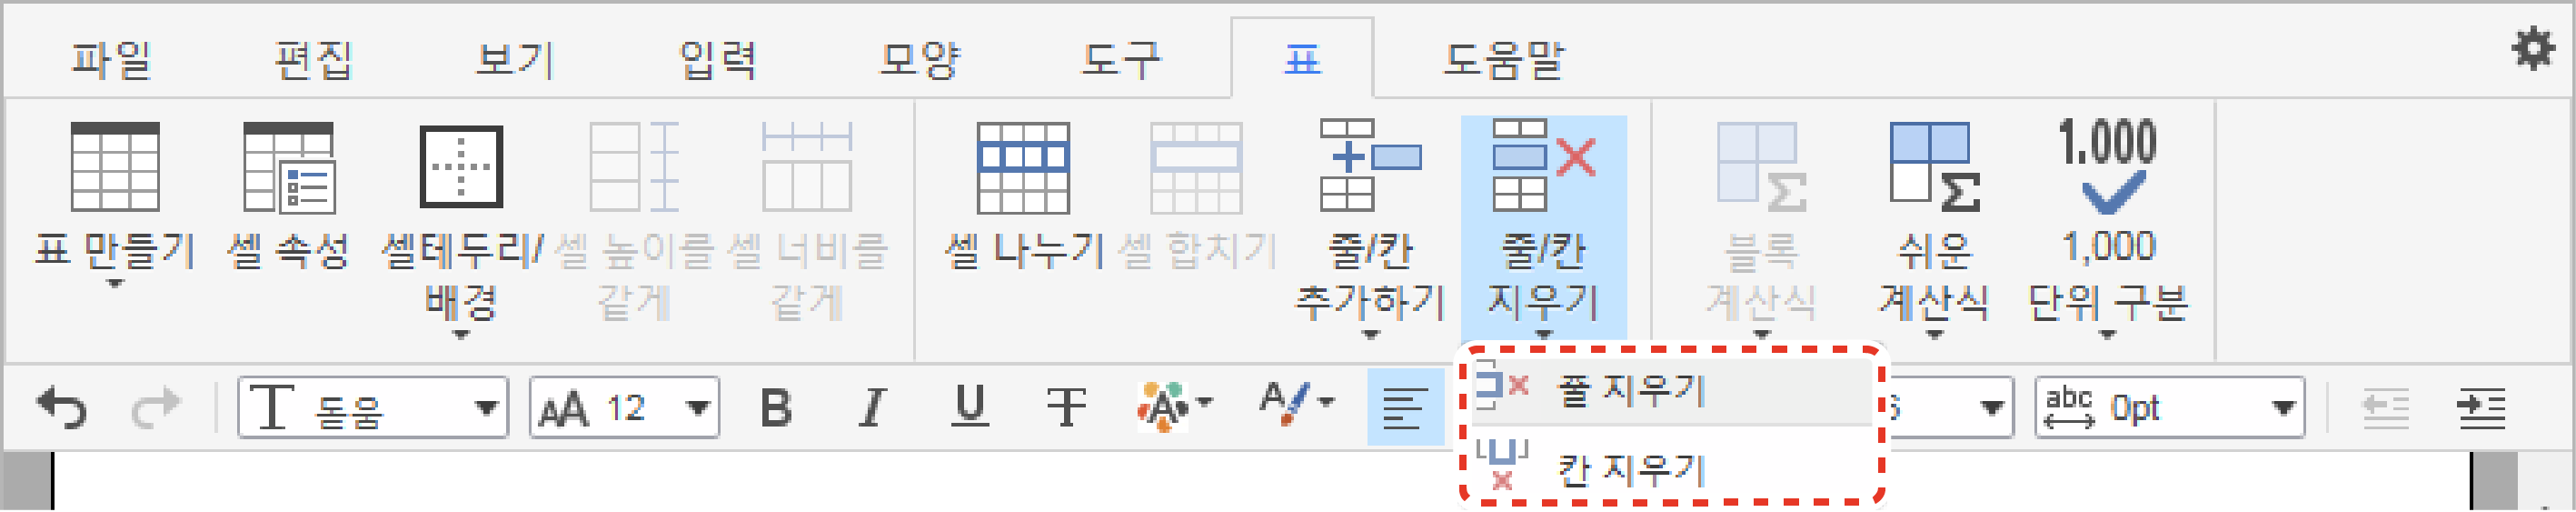 파일 편집 보기 입력 모양 도구 표 도움말
1.000
표 만들기 셀 속성 셀테두리/ 셀 높이를 셀 너비를 셀 나누기 셀 합치기 줄/칸 줄/칸 블록 쉬운 1,000
배경 같게 같게 추가하기 지우기 계산식 계산식 단위 구분
T 돋움 AA 12 B I U T A A abc 0pt
줄 지우기
칸 지우기